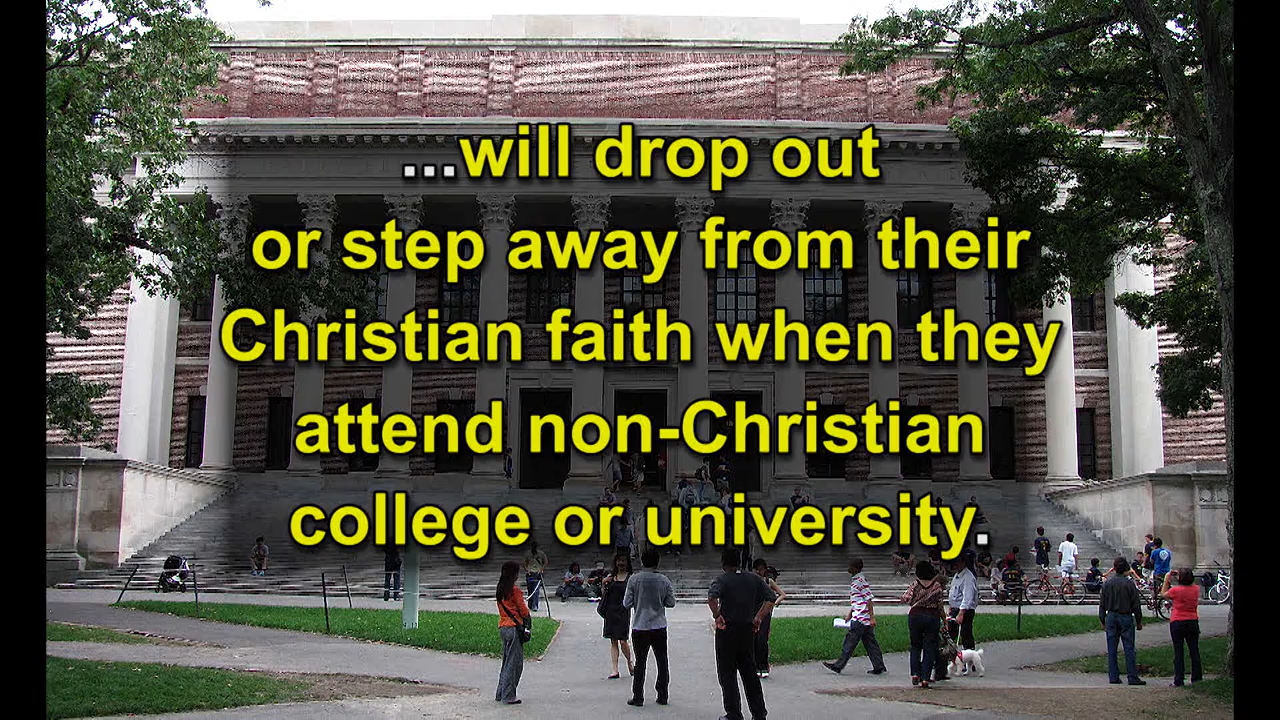 ...will drop out
or step away from their
Christian faith when they
attend non-Christian
college or university.